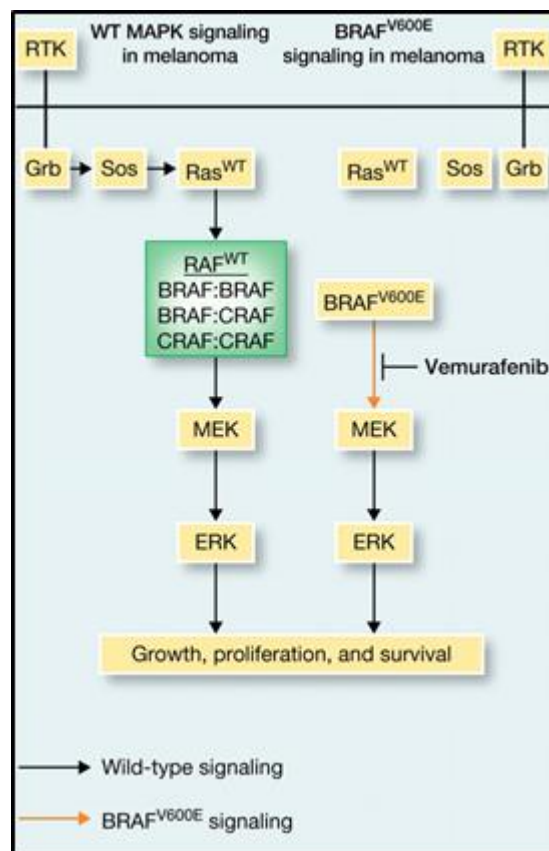 RTK
WT MAPK signaling
in melanoma
BRAFV600E
signaling in melanoma
RTK
Grb
Sos
RasWT
RasWT
Sos
Grb
RAFWT
BRAF:BRAF
BRAF:CRAF
CRAF:CRAF
BRAFV600E
Vemurafenib
MEK
MEK
ERK
ERK
Growth, proliferation, and survival
Wild-type signaling
BRAFV600E signaling